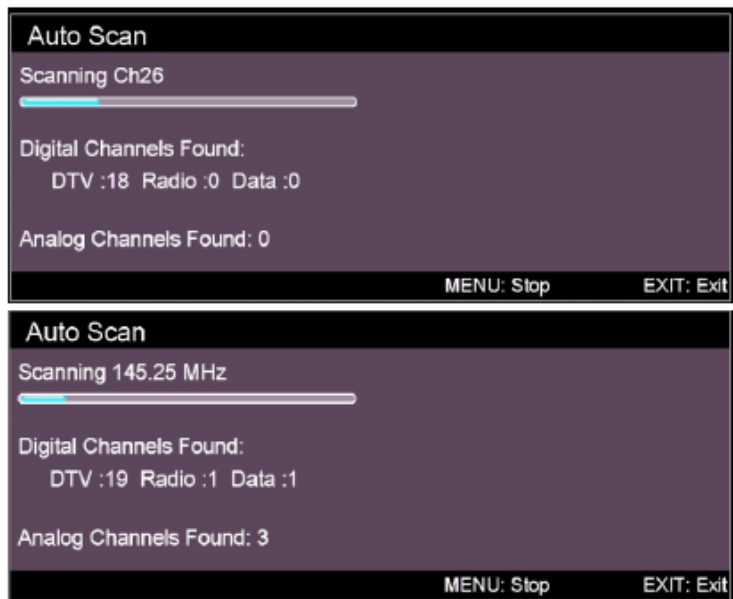 Auto Scan
Scanning Ch26
Digital Channels Found:
DTV :18 Radio :0 Data :0
Analog Channels Found: 0
MENU: Stop EXIT: Exit
Auto Scan
Scanning 145.25 MHz
Digital Channels Found:
DTV :19 Radio :1 Data :1
Analog Channels Found: 3
MENU: Stop EXIT: Exit